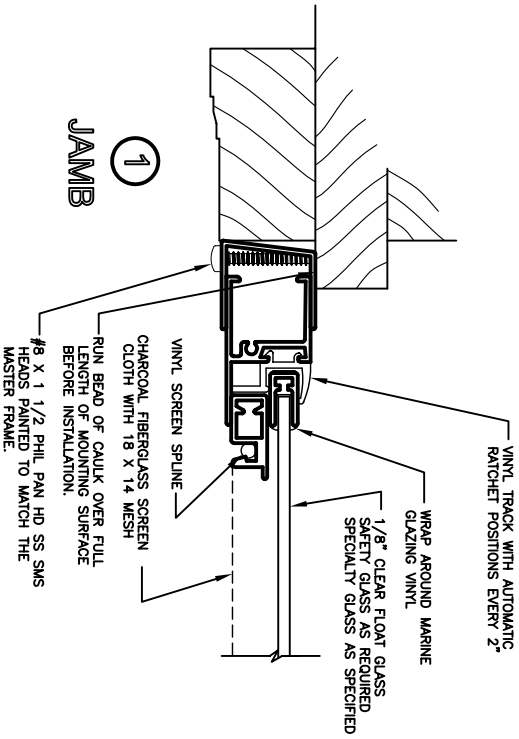 VINYL TRACK WITH AUTOMATIC
RATCHET POSITIONS EVERY 2"
WRAP AROUND MARINE
GLAZING VINYL
1/8" CLEAR FLOAT GLASS
SAFETY GLASS AS REQUIRED
SPECIALTY GLASS AS SPECIFIED
VINYL SCREEN SPLINE
CHARCOAL FIBERGLASS SCREEN
CLOTH WITH 18 X 14 MESH
RUN BEAD OF CAULK OVER FULL
LENGTH OF MOUNTING SURFACE
BEFORE INSTALLATION.
#8 X 1 1/2 PHIL PAN HD SS SMS
HEADS PAINTED TO MATCH THE
MASTER FRAME.
1
JAMB